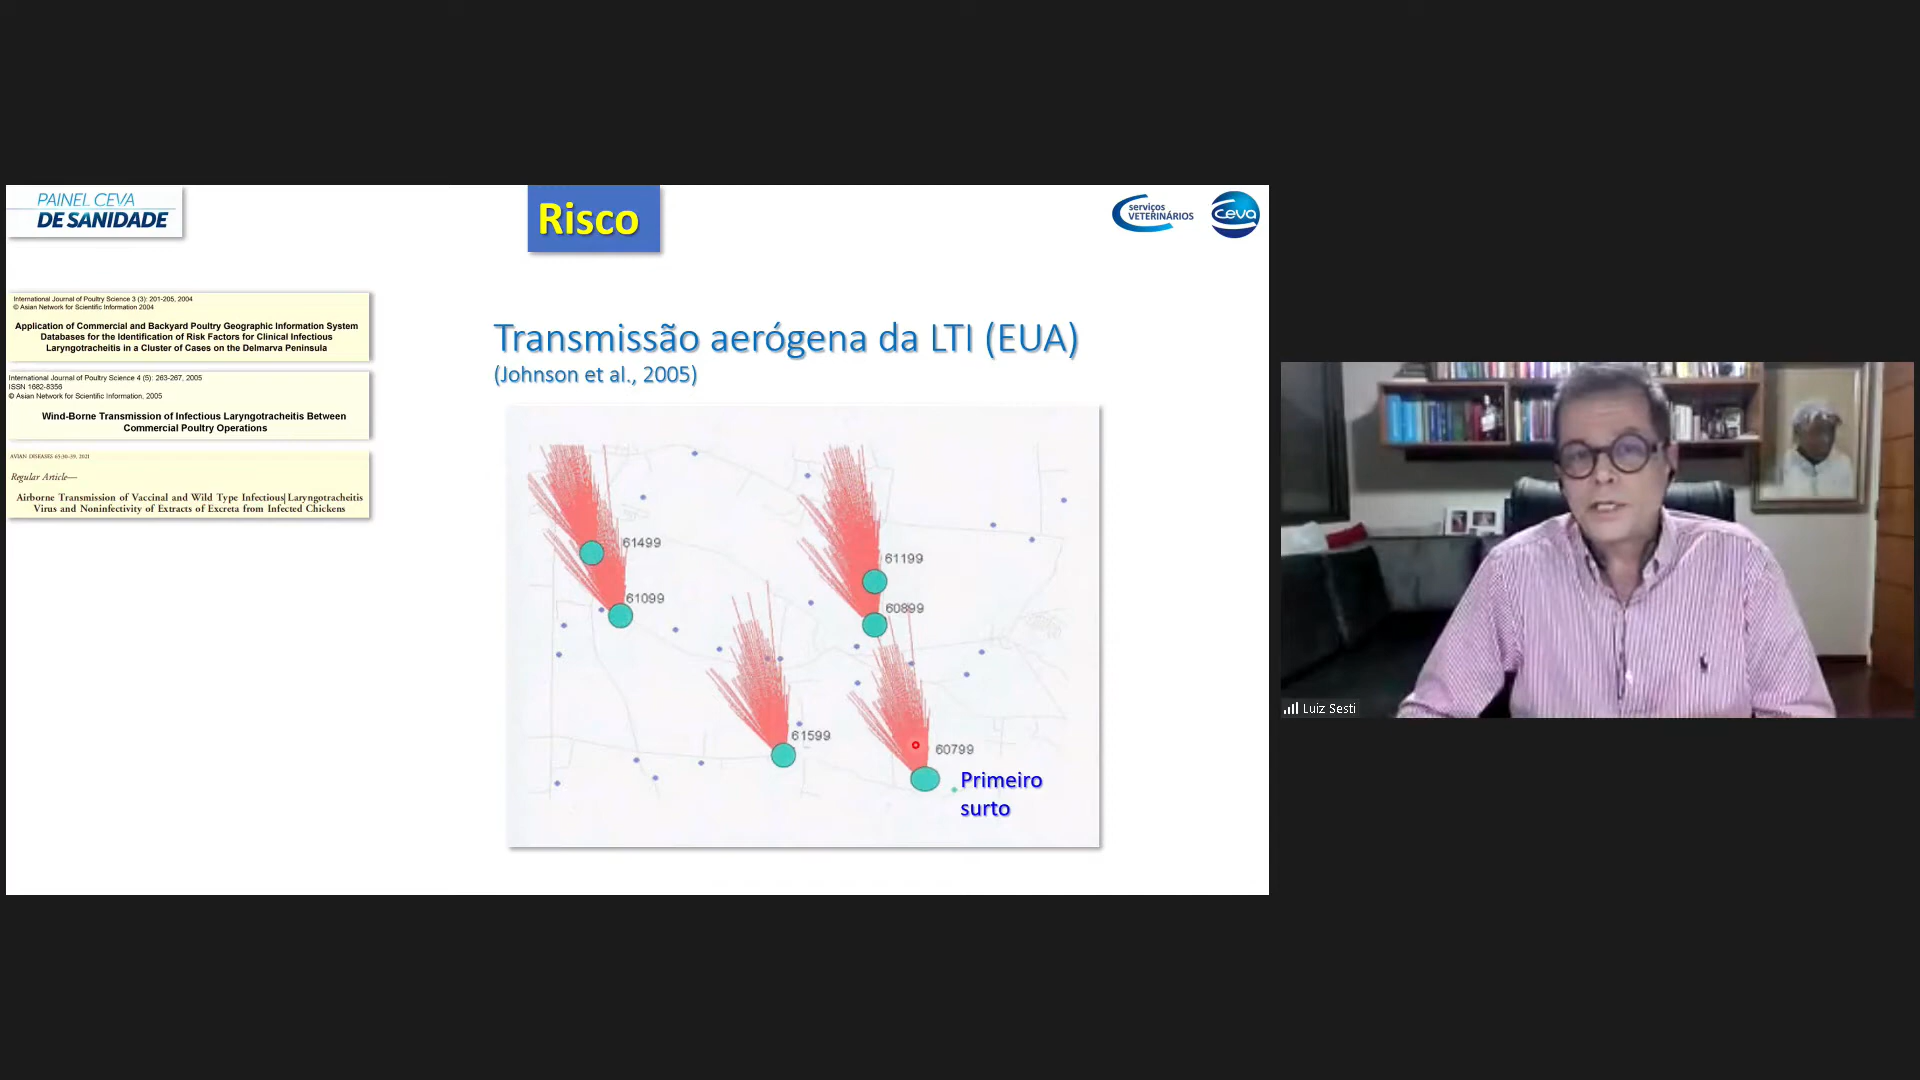 PAINEL CEVA
DE SANIDADE
Risco
serviços
VETERINÁRIOS
Ceva
International Journal of Poultry Science 3 (3): 201-205, 2004
© Asian Network for Scientific Information 2004
Application of Commercial and Backyard Poultry Geographic Information System
Databases for the Identification of Risk Factors for Clinical Infectious
Laryngotracheitis in a Cluster of Cases on the Delmarva Peninsula
International Journal of Poultry Science 4 (5): 263-267, 2005
ISSN 1682-8356
© Asian Network for Scientific Information, 2005
Wind-Borne Transmission of Infectious Laryngotracheitis Between
Commercial Poultry Operations
AVIAN DISEASES 65:30–39, 2021
Regular Article—
Airborne Transmission of Vaccinal and Wild Type Infectious Laryngotracheitis
Virus and Noninfectivity of Extracts of Excreta from Infected Chickens
Transmissão aerógena da LTI (EUA)
(Johnson et al., 2005)
61499
61199
61099
60899
61599
60799
Primeiro
surto
Luiz Sesti